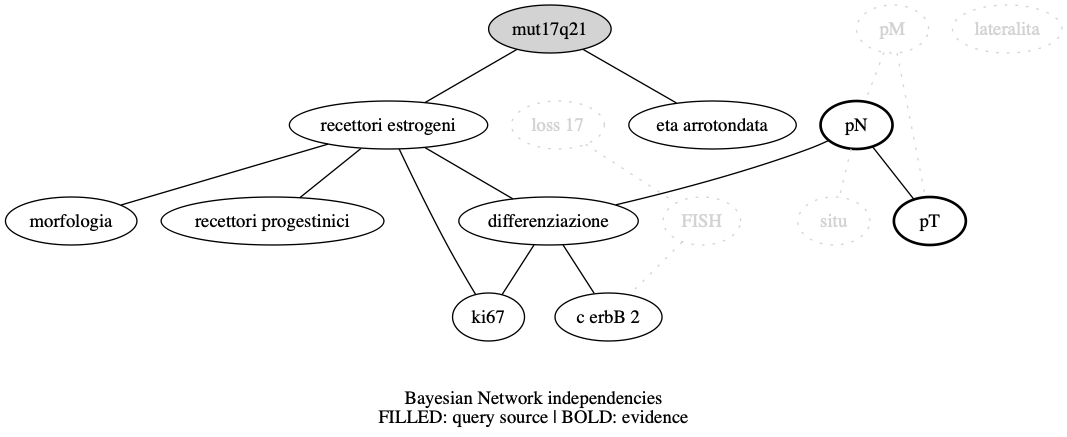 mut17q21
pM
lateralita
recettori estrogeni
loss 17
eta arrotondata
pN
morfologia
recettori progestinici
differenziazione
FISH
situ
pT
ki67
c erbB 2
Bayesian Network independencies
FILLED: query source | BOLD: evidence